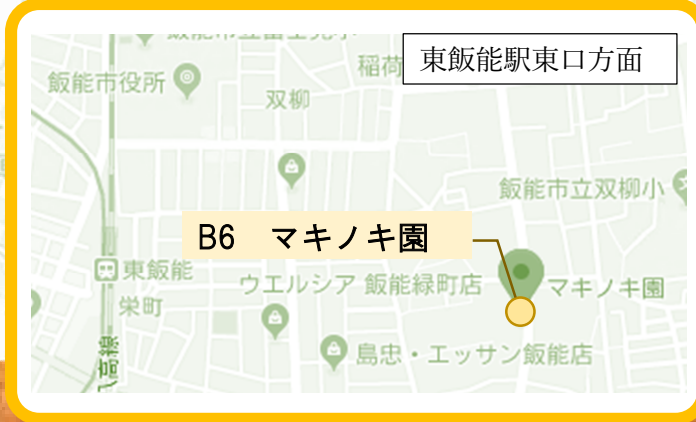 東飯能駅東口方面
飯能市役所
双柳
飯能市立双柳小
B6 マキノキ園
東飯能
栄町
ウエルシア 飯能緑町店
マキノキ園
島忠・エッサン飯能店
八高線